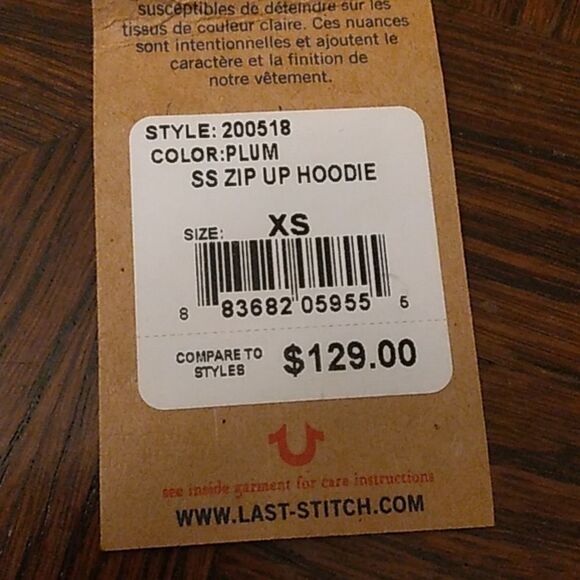 susceptibles de déteindre sur les
tissus de couleur claire. Ces nuances
sont intentionnelles et ajoutent le
caractère et la finition de
notre vêtement.
STYLE: 200518
COLOR:PLUM
SS ZIP UP HOODIE
SIZE: XS
8 83682 05955 5
COMPARE TO
STYLES $129.00
see inside garment for care instructions
WWW.LAST-STITCH.COM